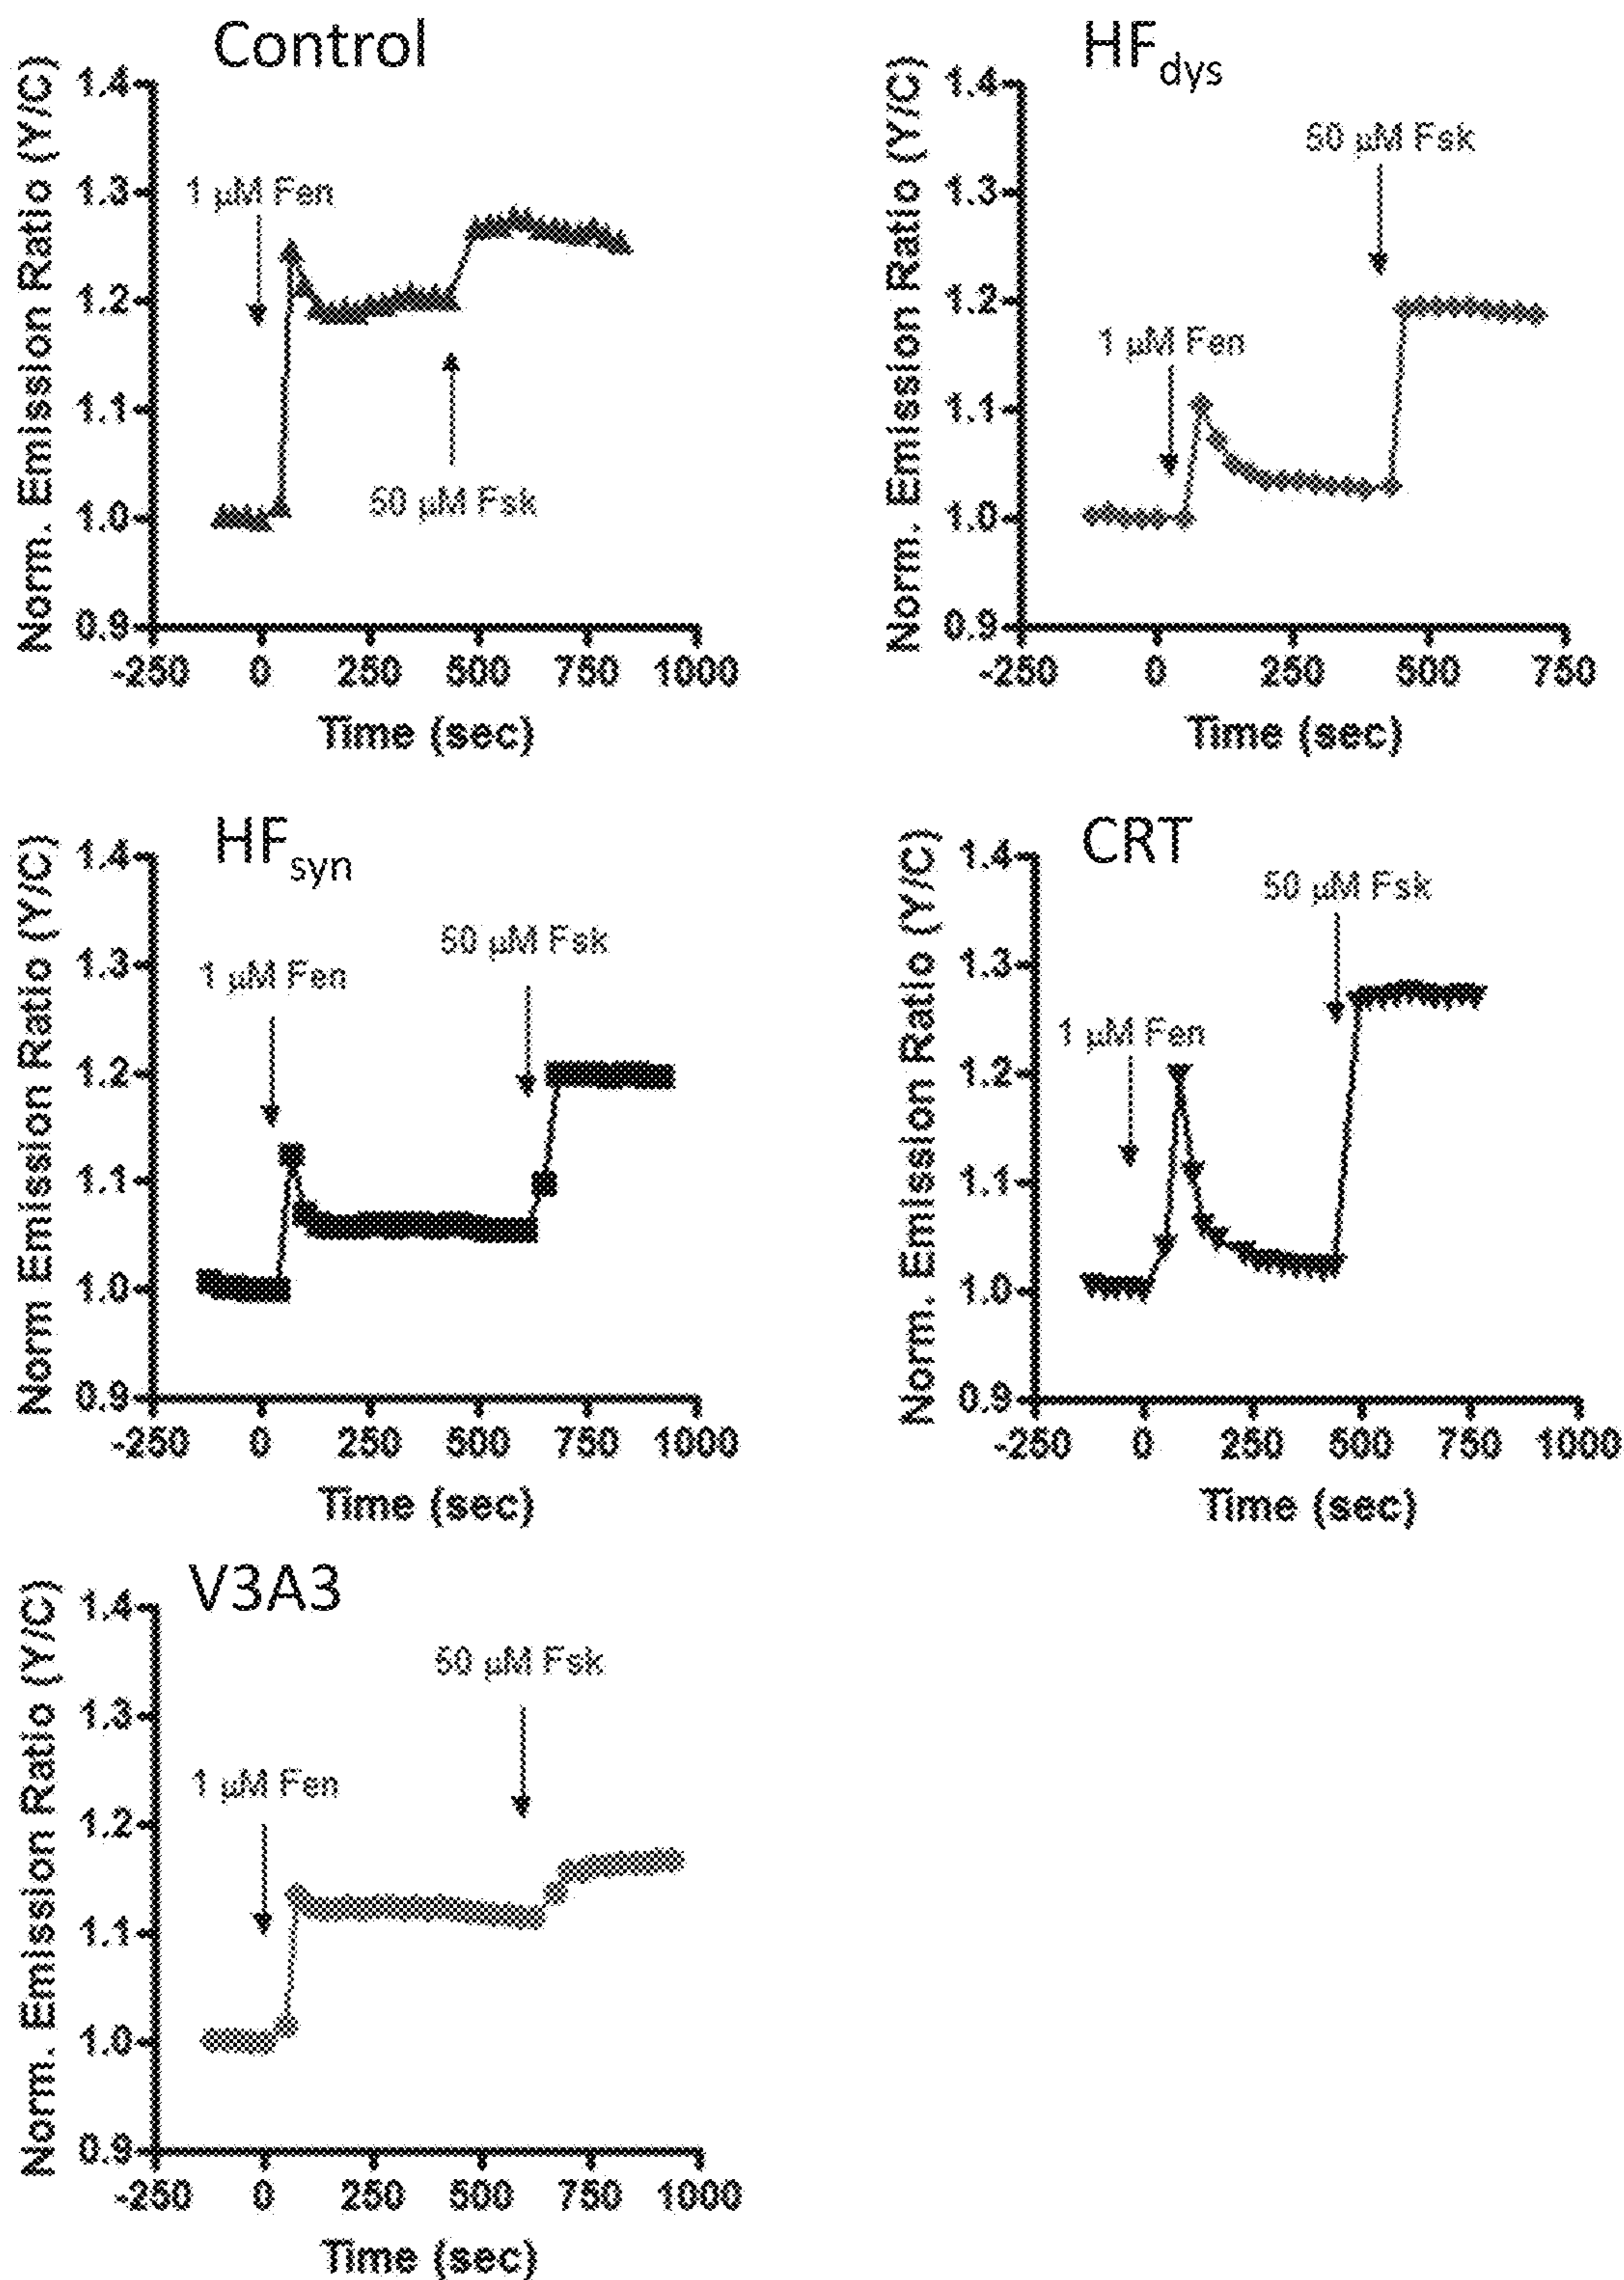 Control
Norm. Emission Ratio (Y/C)
1.4
1.3
1.2
1.1
1.0
0.9
1 µM Fen
50 µM Fsk
-250 0 250 500 750 1000
Time (sec)
HFdys
Norm. Emission Ratio (Y/C)
1.4
1.3
1.2
1.1
1.0
0.9
50 µM Fsk
1 µM Fen
-250 0 250 500 750
Time (sec)
HFsyn
Norm Emission Ratio (Y/C)
1.4
1.3
1.2
1.1
1.0
0.9
50 µM Fsk
1 µM Fen
-250 0 250 500 750 1000
Time (sec)
CRT
Norm. Emission Ratio (Y/C)
1.4
1.3
1.2
1.1
1.0
0.9
50 µM Fsk
1 µM Fen
-250 0 250 500 750 1000
Time (sec)
V3A3
Norm. Emission Ratio (Y/C)
1.4
1.3
1.2
1.1
1.0
0.9
50 µM Fsk
1 µM Fen
-250 0 250 500 750 1000
Time (sec)